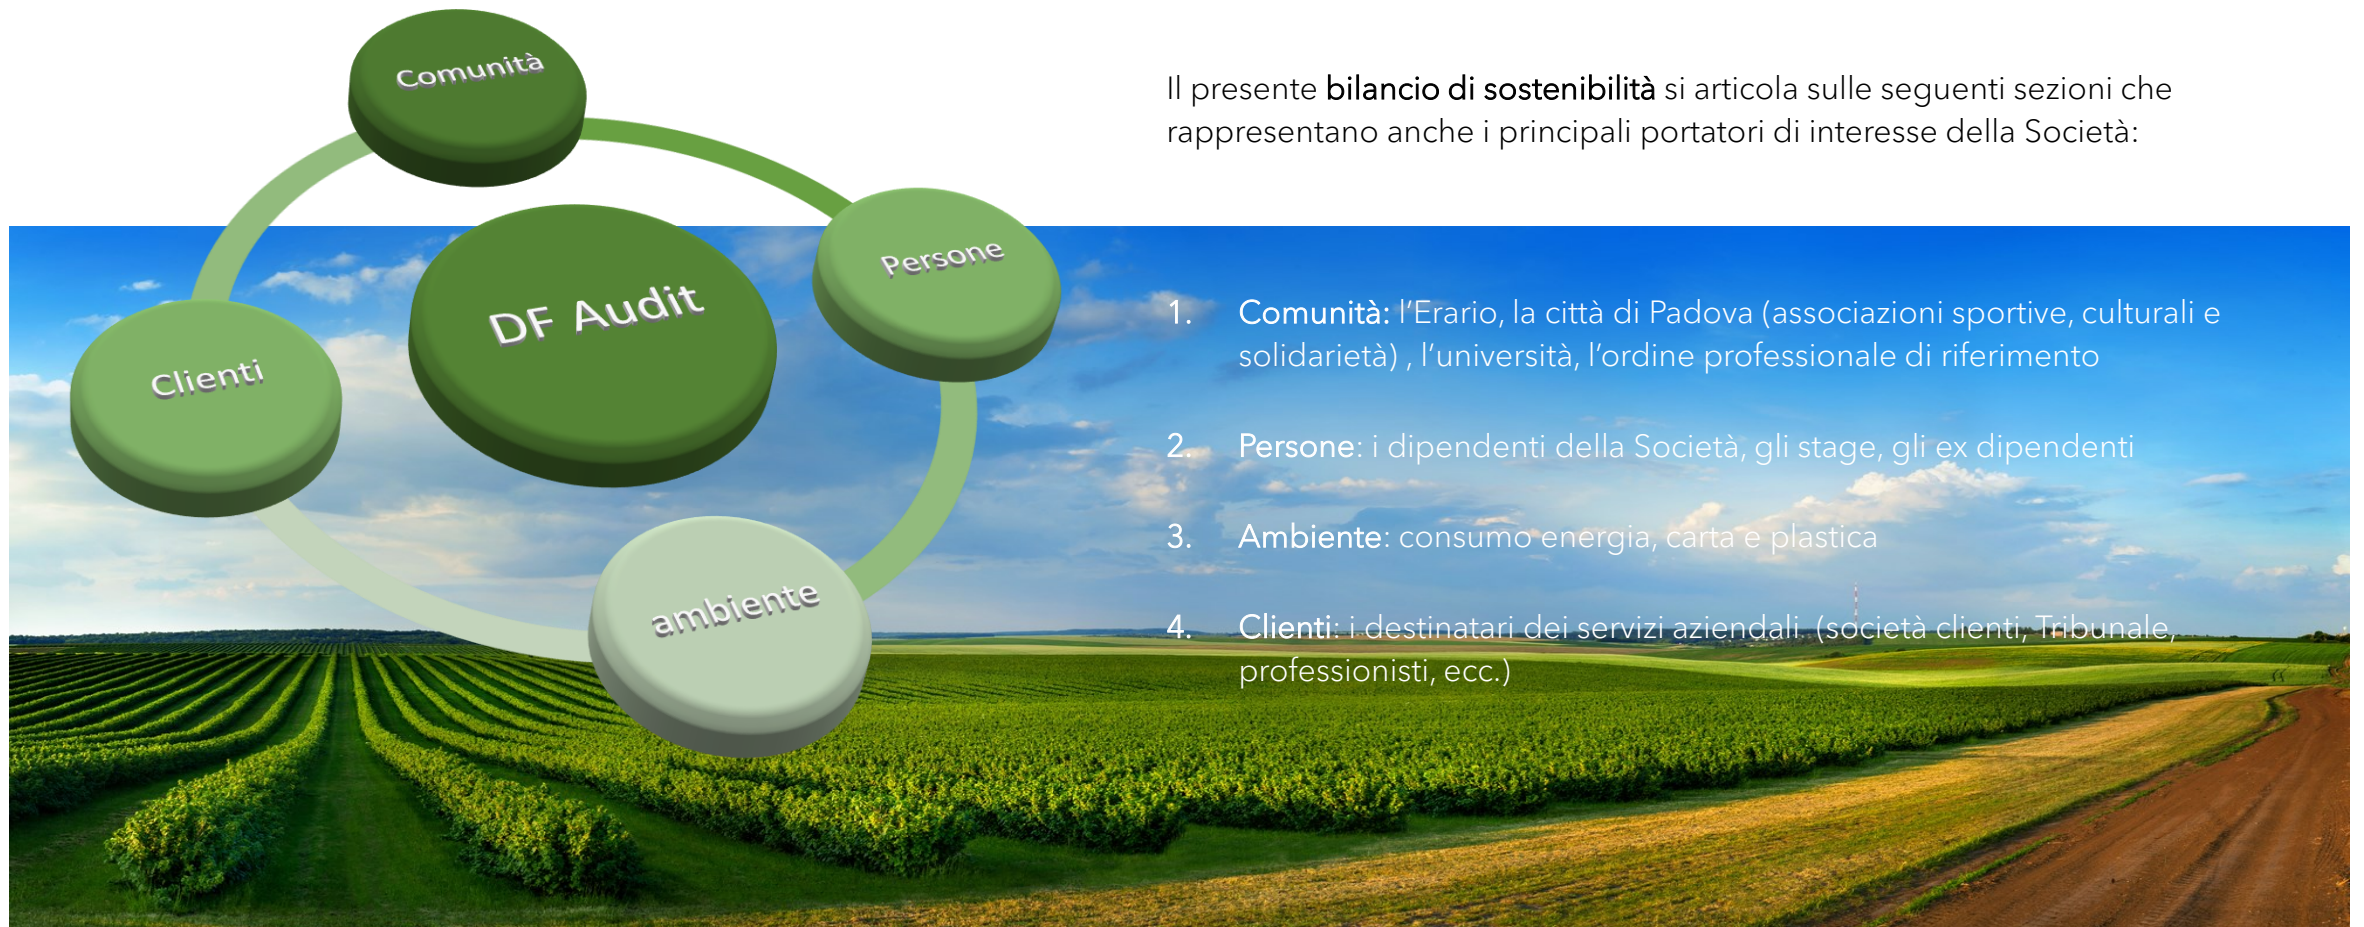 Comunità
Persone
DF Audit
Clienti
ambiente
Il presente bilancio di sostenibilità si articola sulle seguenti sezioni che
rappresentano anche i principali portatori di interesse della Società:
1. Comunità: l’Erario, la città di Padova (associazioni sportive, culturali e
solidarietà) , l’università, l’ordine professionale di riferimento
2. Persone: i dipendenti della Società, gli stage, gli ex dipendenti
3. Ambiente: consumo energia, carta e plastica
4. Clienti: i destinatari dei servizi aziendali (società clienti, Tribunale,
professionisti, ecc.)